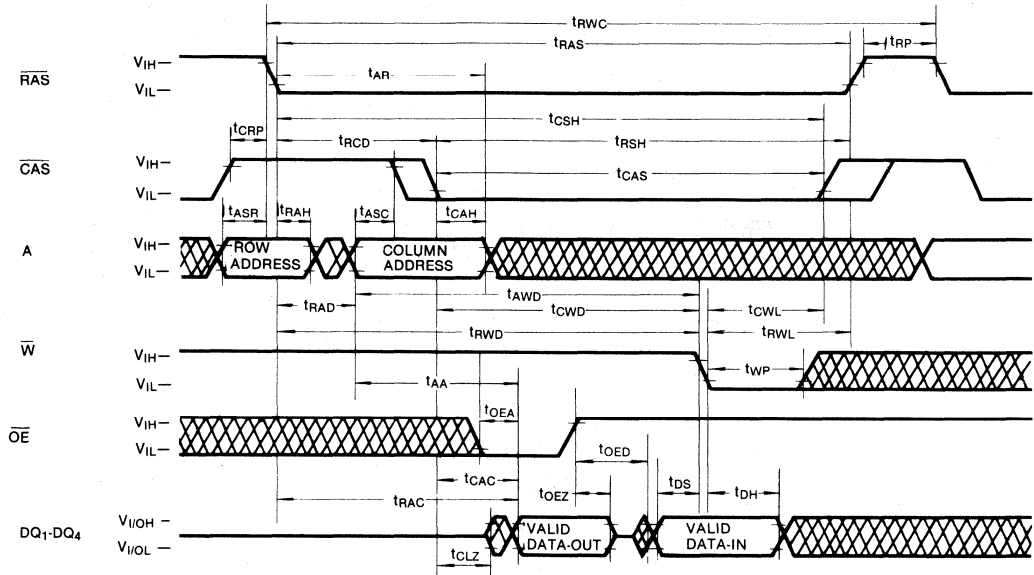 tRWC
tRAS
tRP
tAR
RAS
VIH
VIL
tCSH
tCRP
tRCD
tRSH
CAS
VIH
VIL
tCAS
tASR
tRAH
tASC
tCAH
A
VIH
VIL
ROW
ADDRESS
COLUMN
ADDRESS
tAWD
tRAD
tCWD
tCWL
tRWD
tRWL
W
VIH
VIL
tWP
tAA
tOEA
OE
VIH
VIL
tOED
tCAC
tRAC
tOEZ
tDS
tDH
DQ1-DQ4
VI/OH
VI/OL
VALID
DATA-OUT
VALID
DATA-IN
tCLZ